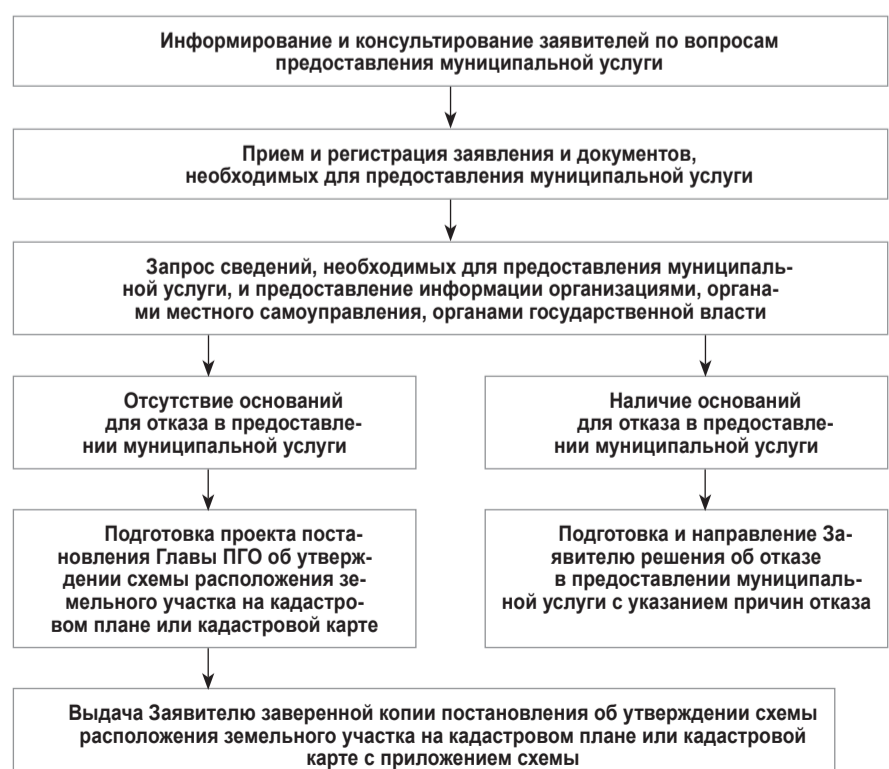 Информирование и консультирование заявителей по вопросам
предоставления муниципальной услуги
Прием и регистрация заявления и документов,
необходимых для предоставления муниципальной услуги
Запрос сведений, необходимых для предоставления муниципаль-
ной услуги, и предоставление информации организациями, органа-
ми местного самоуправления, органами государственной власти
Отсутствие оснований
для отказа в предоставле-
нии муниципальной услуги
Наличие оснований
для отказа в предоставле-
нии муниципальной услуги
Подготовка проекта поста-
новления Главы ПГО об утверж-
дении схемы расположения зе-
мельного участка на кадастро-
вом плане или кадастровой карте
Подготовка и направление За-
явителю решения об отказе
в предоставлении муниципаль-
ной услуги с указанием причин отказа
Выдача Заявителю заверенной копии постановления об утверждении схемы
расположения земельного участка на кадастровом плане или кадастровой
карте с приложением схемы